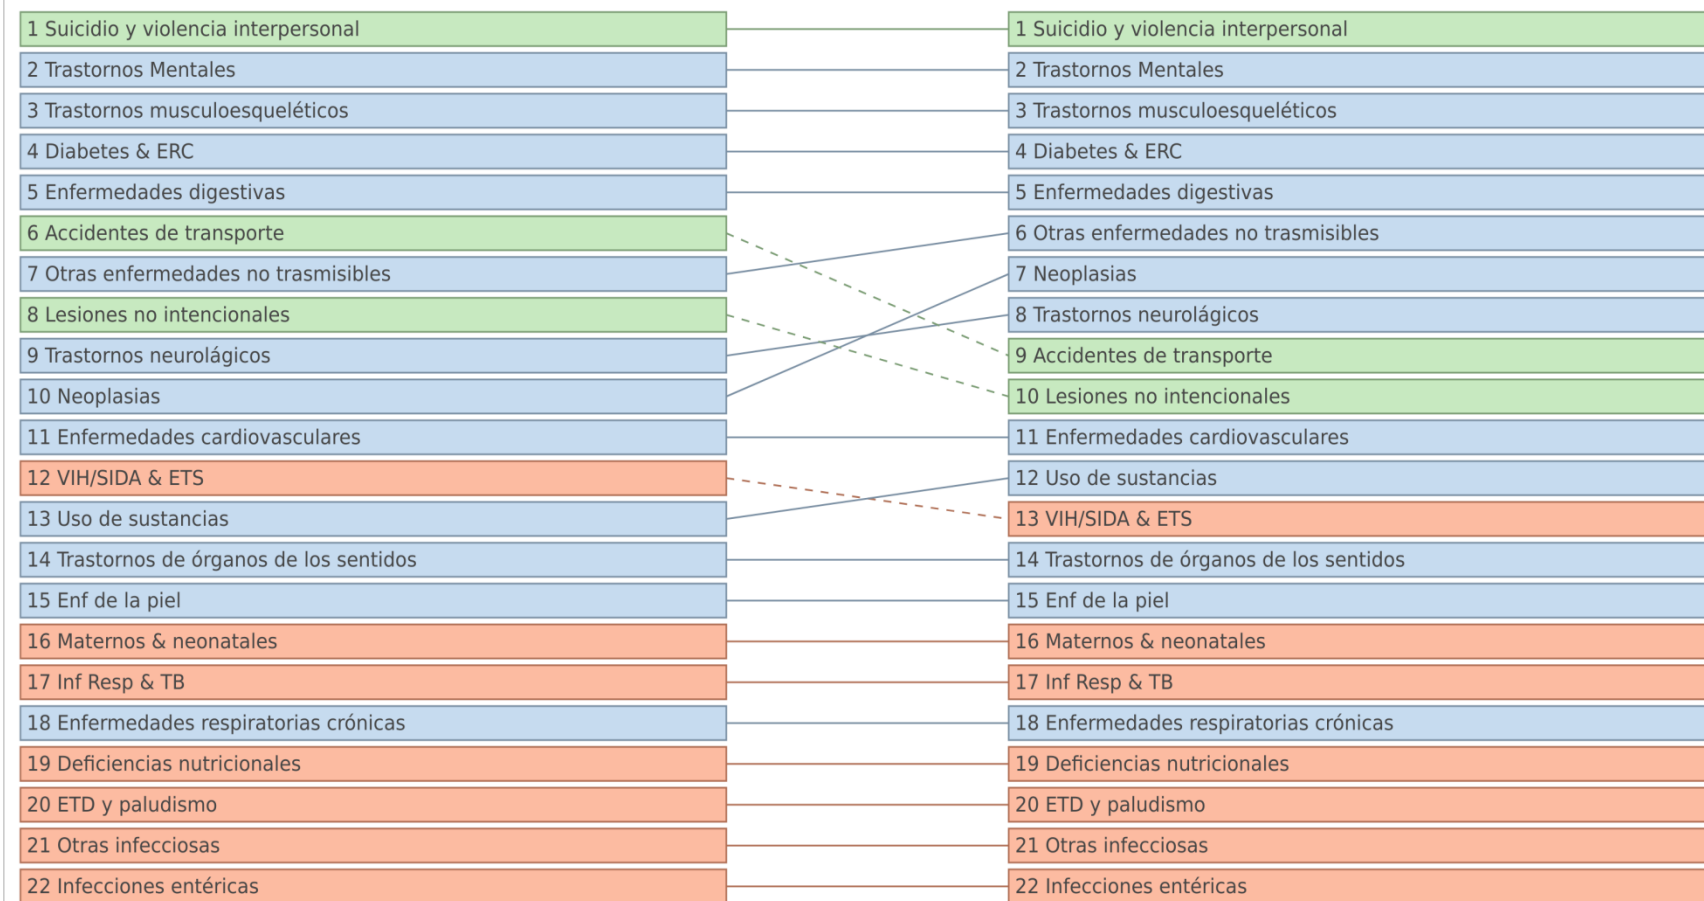 1 Suicidio y violencia interpersonal
2 Trastornos Mentales
3 Trastornos musculoesqueléticos
4 Diabetes & ERC
5 Enfermedades digestivas
6 Accidentes de transporte
7 Otras enfermedades no trasmisibles
8 Lesiones no intencionales
9 Trastornos neurolágicos
10 Neoplasias
11 Enfermedades cardiovasculares
12 VIH/SIDA & ETS
13 Uso de sustancias
14 Trastornos de órganos de los sentidos
15 Enf de la piel
16 Maternos & neonatales
17 Inf Resp & TB
18 Enfermedades respiratorias crónicas
19 Deficiencias nutricionales
20 ETD y paludismo
21 Otras infecciosas
22 Infecciones entéricas
1 Suicidio y violencia interpersonal
2 Trastornos Mentales
3 Trastornos musculoesqueléticos
4 Diabetes & ERC
5 Enfermedades digestivas
6 Otras enfermedades no trasmisibles
7 Neoplasias
8 Trastornos neurolágicos
9 Accidentes de transporte
10 Lesiones no intencionales
11 Enfermedades cardiovasculares
12 Uso de sustancias
13 VIH/SIDA & ETS
14 Trastornos de órganos de los sentidos
15 Enf de la piel
16 Maternos & neonatales
17 Inf Resp & TB
18 Enfermedades respiratorias crónicas
19 Deficiencias nutricionales
20 ETD y paludismo
21 Otras infecciosas
22 Infecciones entéricas